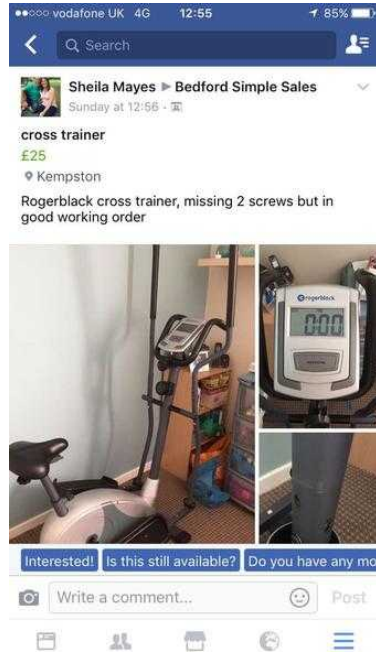 vodafone UK 4G 12:55 85%
Search
Sheila Mayes ▶ Bedford Simple Sales
Sunday at 12:56 ·
cross trainer
£25
Kempston
Rogerblack cross trainer, missing 2 screws but in
good working order
rogerblack
0:00
Interested! Is this still available? Do you have any mo
Write a comment... Post